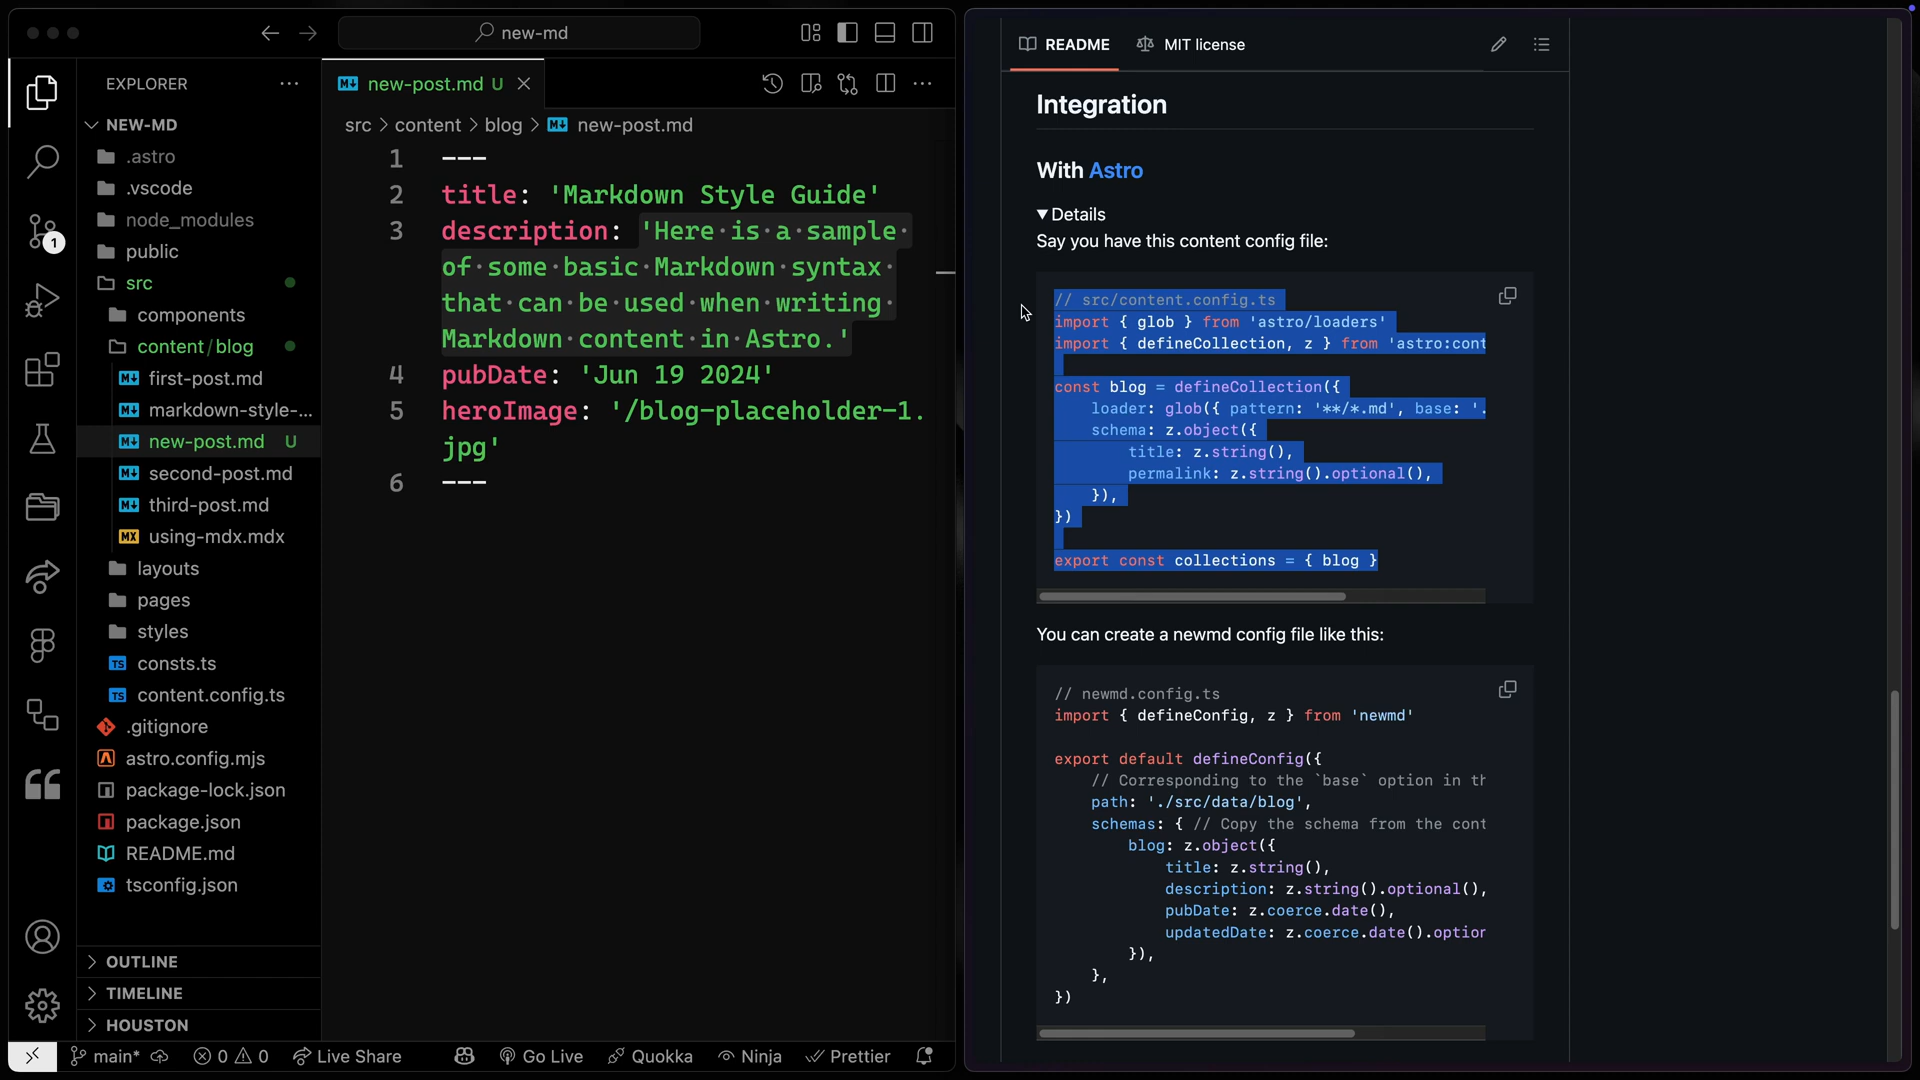 new-md
EXPLORER
NEW-MD
.astro
.vscode
node_modules
public
src
components
content/blog
first-post.md
markdown-style-...
new-post.md U
second-post.md
third-post.md
using-mdx.mdx
layouts
pages
styles
consts.ts
content.config.ts
.gitignore
astro.config.mjs
package-lock.json
package.json
README.md
tsconfig.json
OUTLINE
TIMELINE
HOUSTON
1
new-post.md U
src > content > blog > new-post.md
1 ---
2 title: 'Markdown Style Guide'
3 description: 'Here·is·a·sample·
of·some·basic·Markdown·syntax·
that·can·be·used·when·writing·
Markdown·content·in·Astro.'
4 pubDate: 'Jun 19 2024'
5 heroImage: '/blog-placeholder-1.
jpg'
6 ---
main* 0 0 Live Share Go Live Quokka Ninja Prettier
README MIT license
Integration
With Astro
Details
Say you have this content config file:
// src/content.config.ts
import { glob } from 'astro/loaders'
import { defineCollection, z } from 'astro:cont
const blog = defineCollection({
loader: glob({ pattern: '**/*.md', base: '.
schema: z.object({
title: z.string(),
permalink: z.string().optional(),
}),
})
export const collections = { blog }
You can create a newmd config file like this:
// newmd.config.ts
import { defineConfig, z } from 'newmd'
export default defineConfig({
// Corresponding to the `base` option in th
path: './src/data/blog',
schemas: { // Copy the schema from the cont
blog: z.object({
title: z.string(),
description: z.string().optional(),
pubDate: z.coerce.date(),
updatedDate: z.coerce.date().option
}),
},
})